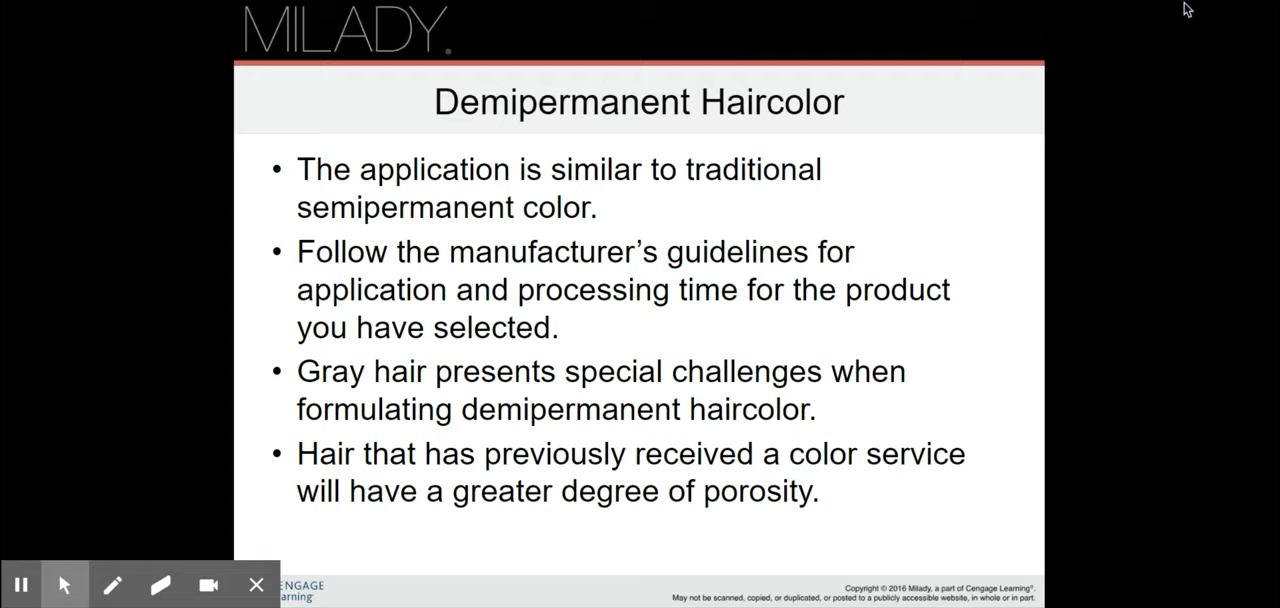 MILADY.
Demipermanent Haircolor
• The application is similar to traditional
semipermanent color.
• Follow the manufacturer’s guidelines for
application and processing time for the product
you have selected.
• Gray hair presents special challenges when
formulating demipermanent haircolor.
• Hair that has previously received a color service
will have a greater degree of porosity.
ENGAGE
arning
Copyright © 2016 Milady, a part of Cengage Learning®.
May not be scanned, copied, or duplicated, or posted to a publicly accessible website, in whole or in part.